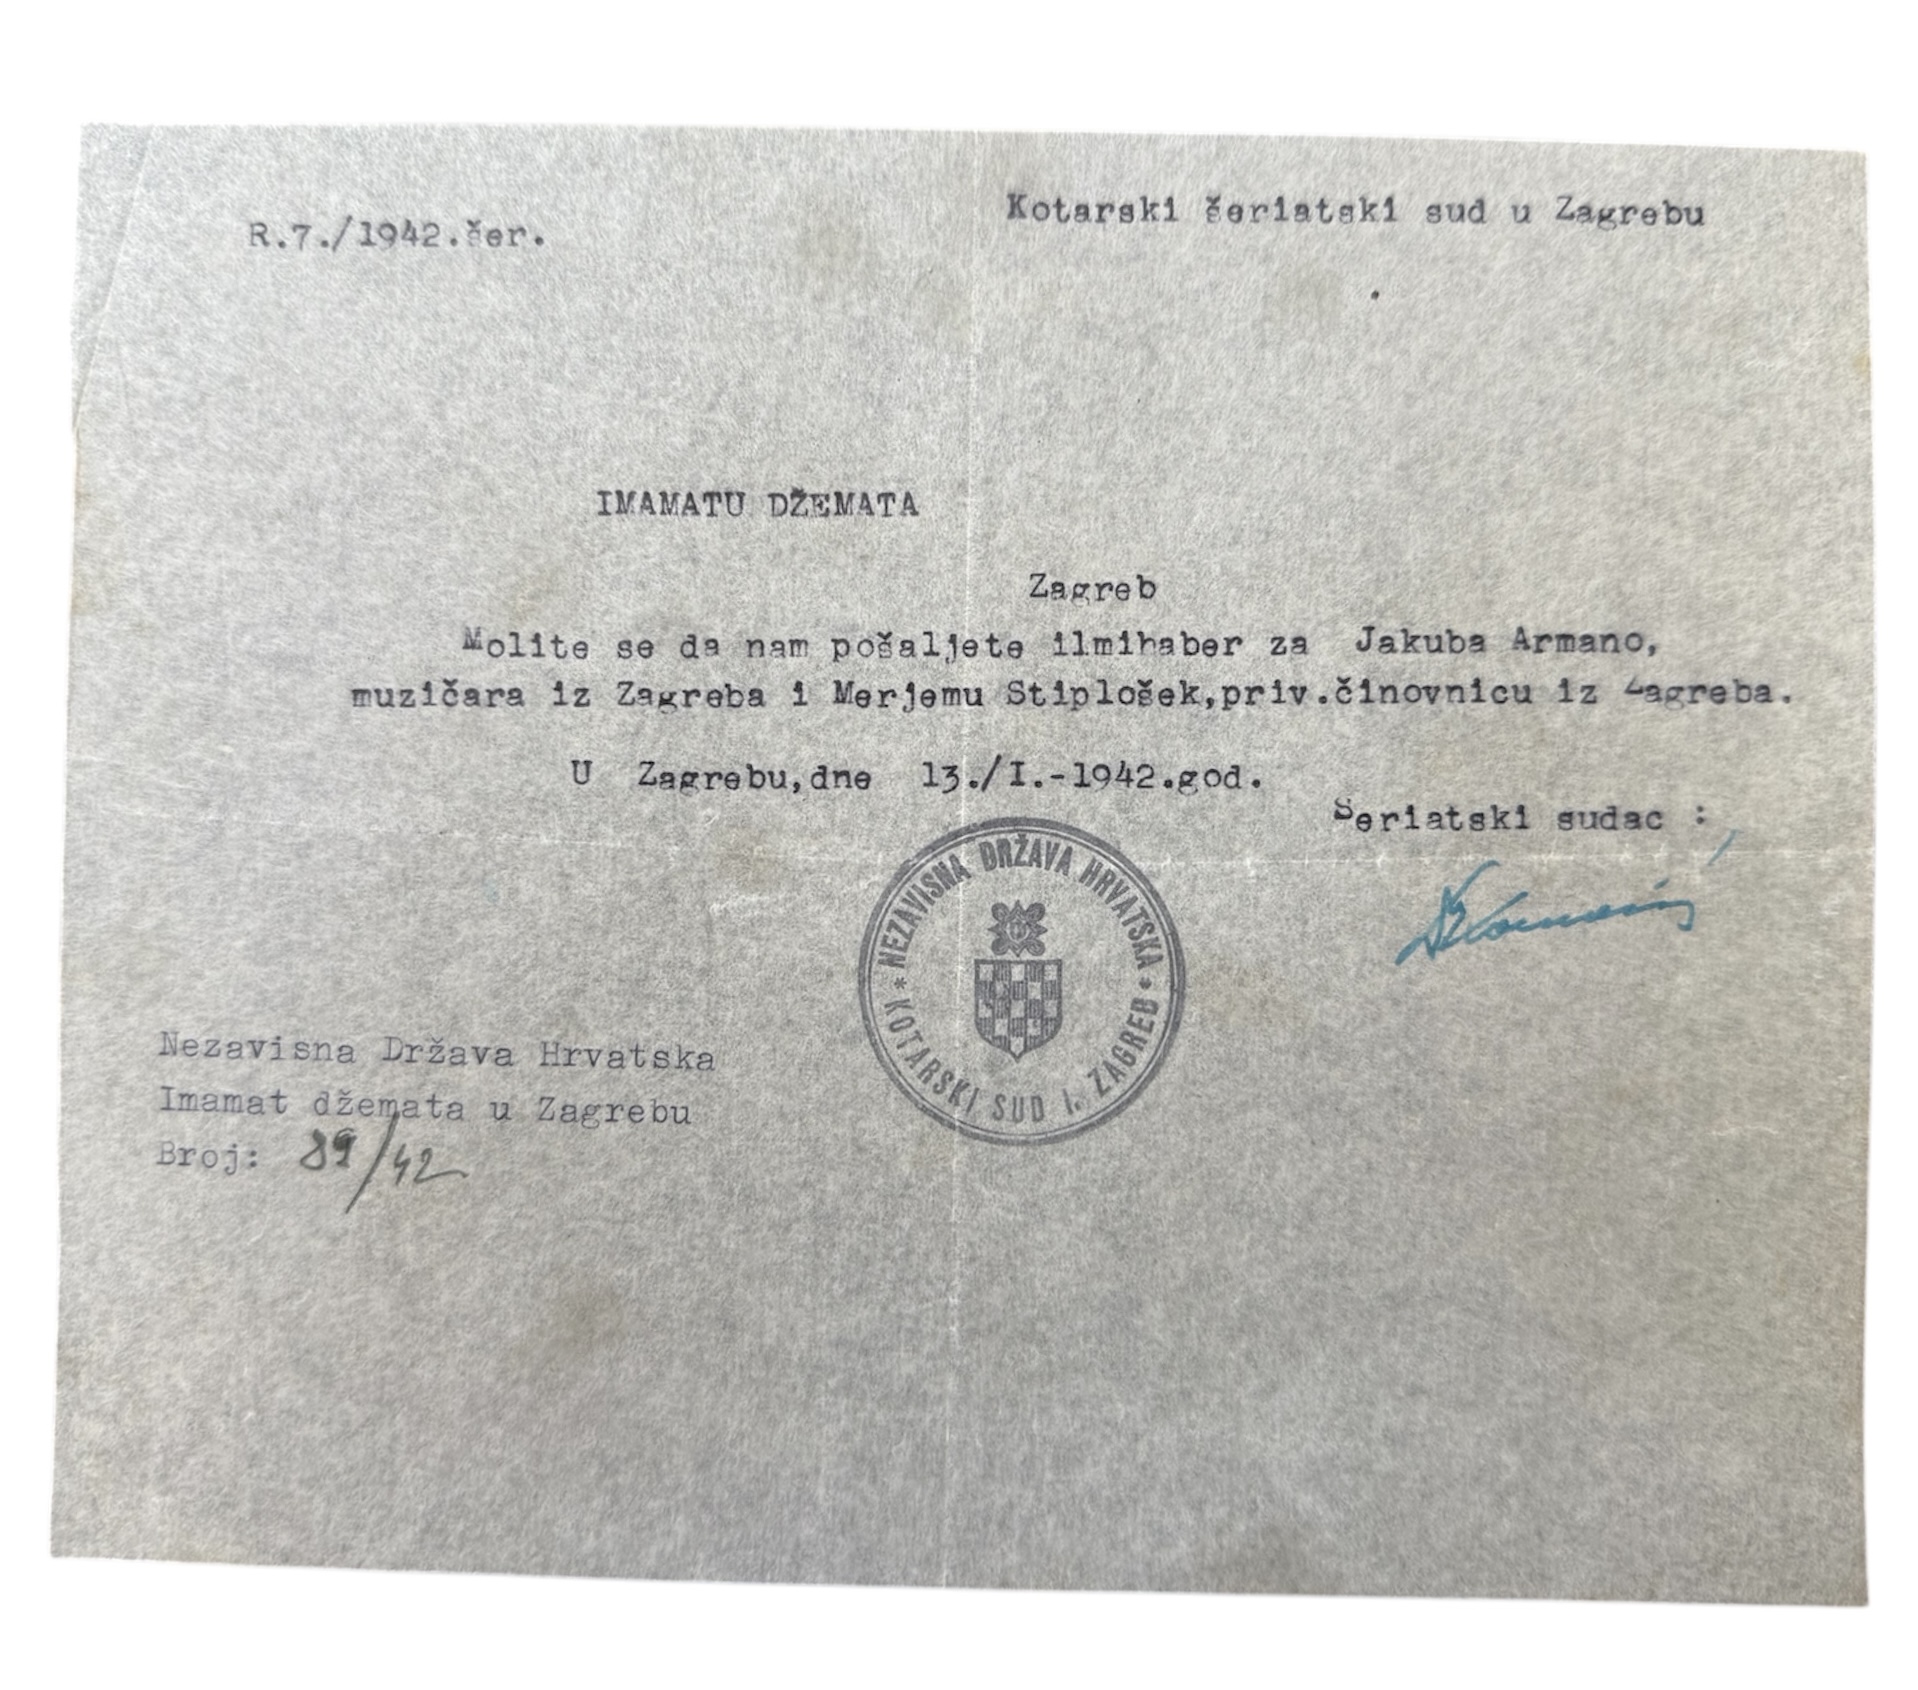 Kotarski šeriatski sud u Zagrebu
R.7./1942.šer.
IMAMATU DŽEMATA
Zagreb
Molite se da nam pošaljete ilmihaber za Jakuba Armano,
muzičara iz Zagreba i Merjemu Stiplošek,priv.činovnicu iz Zagreba.
U Zagrebu,dne 13./I.-1942.god.
Šeriatski sudac :
NEZAVISNA DRŽAVA HRVATSKA
* KOTARSKI SUD I. ZAGREB *
Nezavisna Država Hrvatska
Imamat džemata u Zagrebu
Broj: 89/42